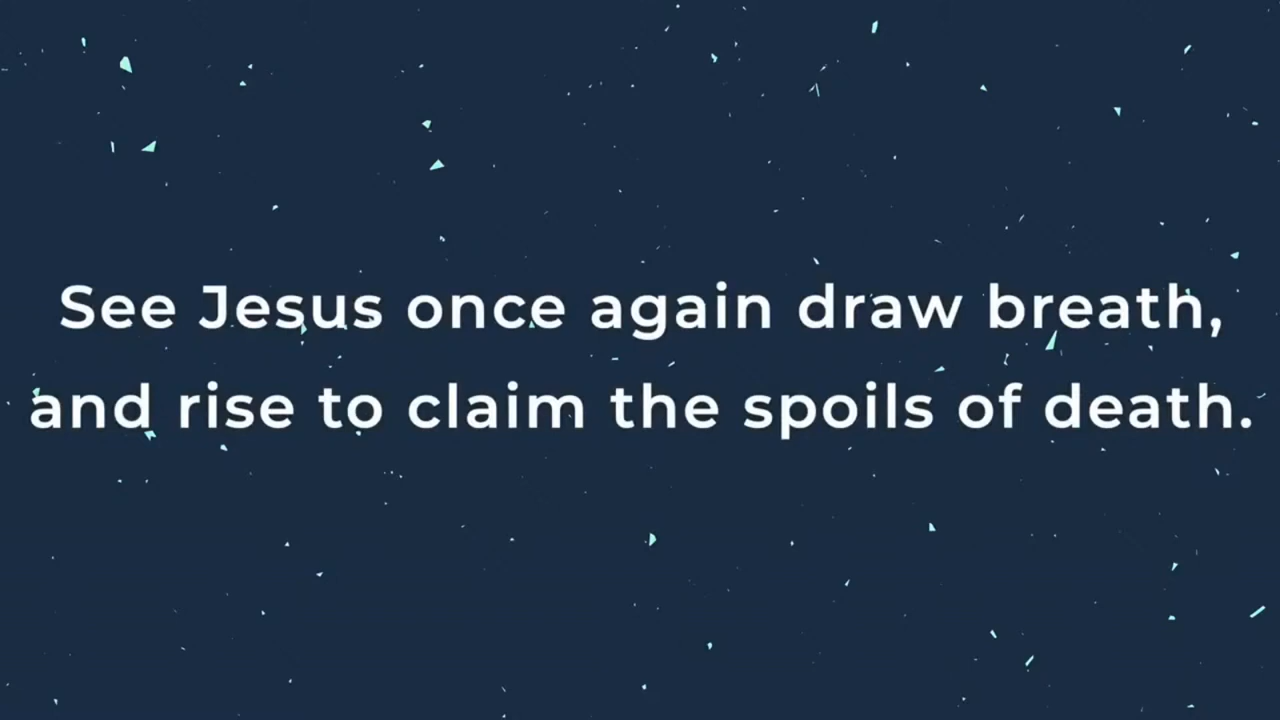 See Jesus once again draw breath,
and rise to claim the spoils of death.